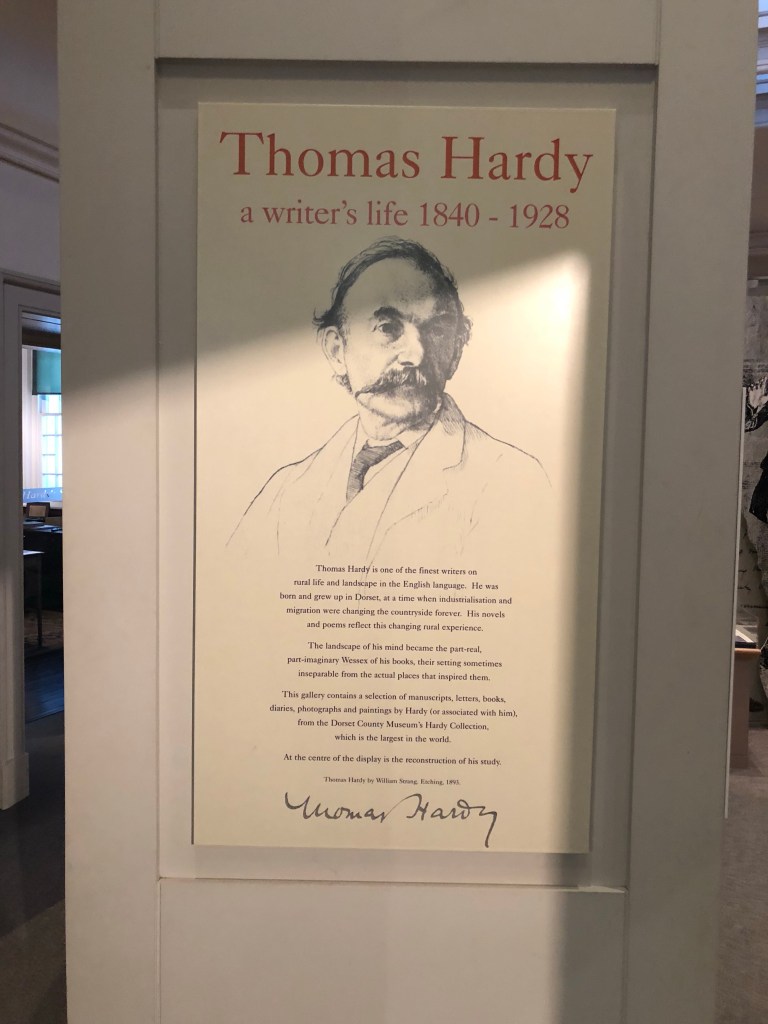 Thomas Hardy
a writer's life 1840 - 1928
Thomas Hardy is one of the finest writers on
rural life and landscape in the English language. He was
born and grew up in Dorset, at a time when industrialisation and
migration were changing the countryside forever. His novels
and poems reflect this changing rural experience.
The landscape of his mind became the part-real,
part-imaginary Wessex of his books, their setting sometimes
inseparable from the actual places that inspired them.
This gallery contains a selection of manuscripts, letters, books,
diaries, photographs and paintings by Hardy (or associated with him),
from the Dorset County Museum's Hardy Collection,
which is the largest in the world.
At the centre of the display is the reconstruction of his study.
Thomas Hardy by William Strang, Etching, 1893.
Thomas Hardy
Hardy